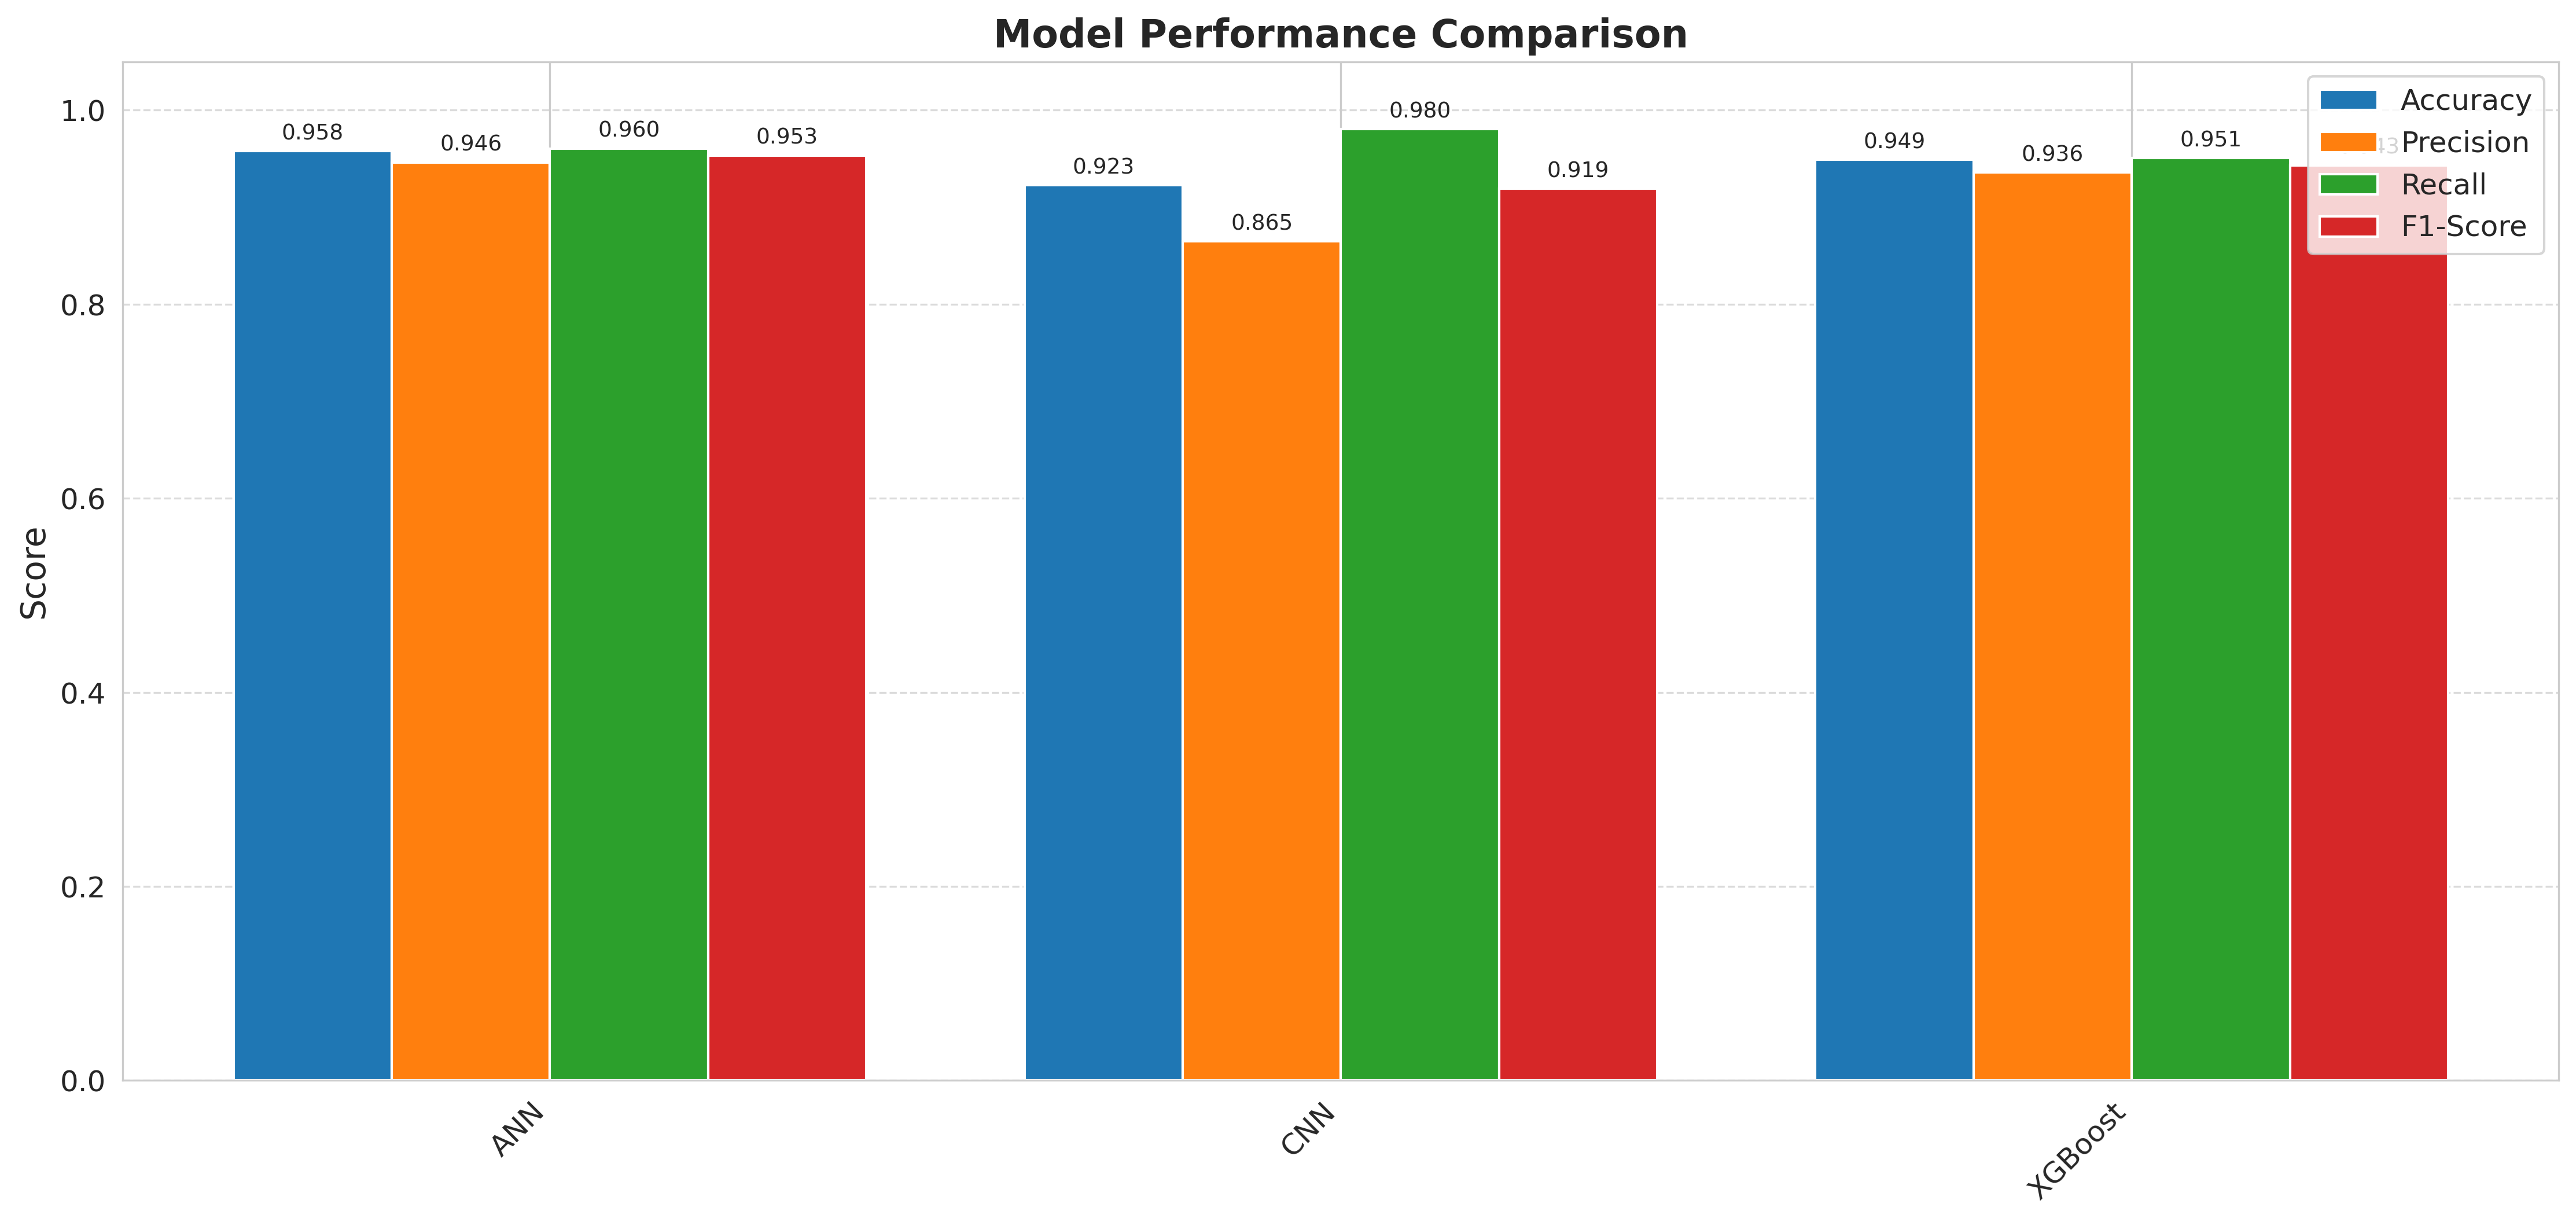 Model Performance Comparison
1.0
0.8
0.6
0.4
0.2
0.0
Score
0.958
0.946
0.960
0.953
0.923
0.865
0.980
0.919
0.949
0.936
0.951
Accuracy
Precision
Recall
F1-Score
ANN
CNN
XGBoost